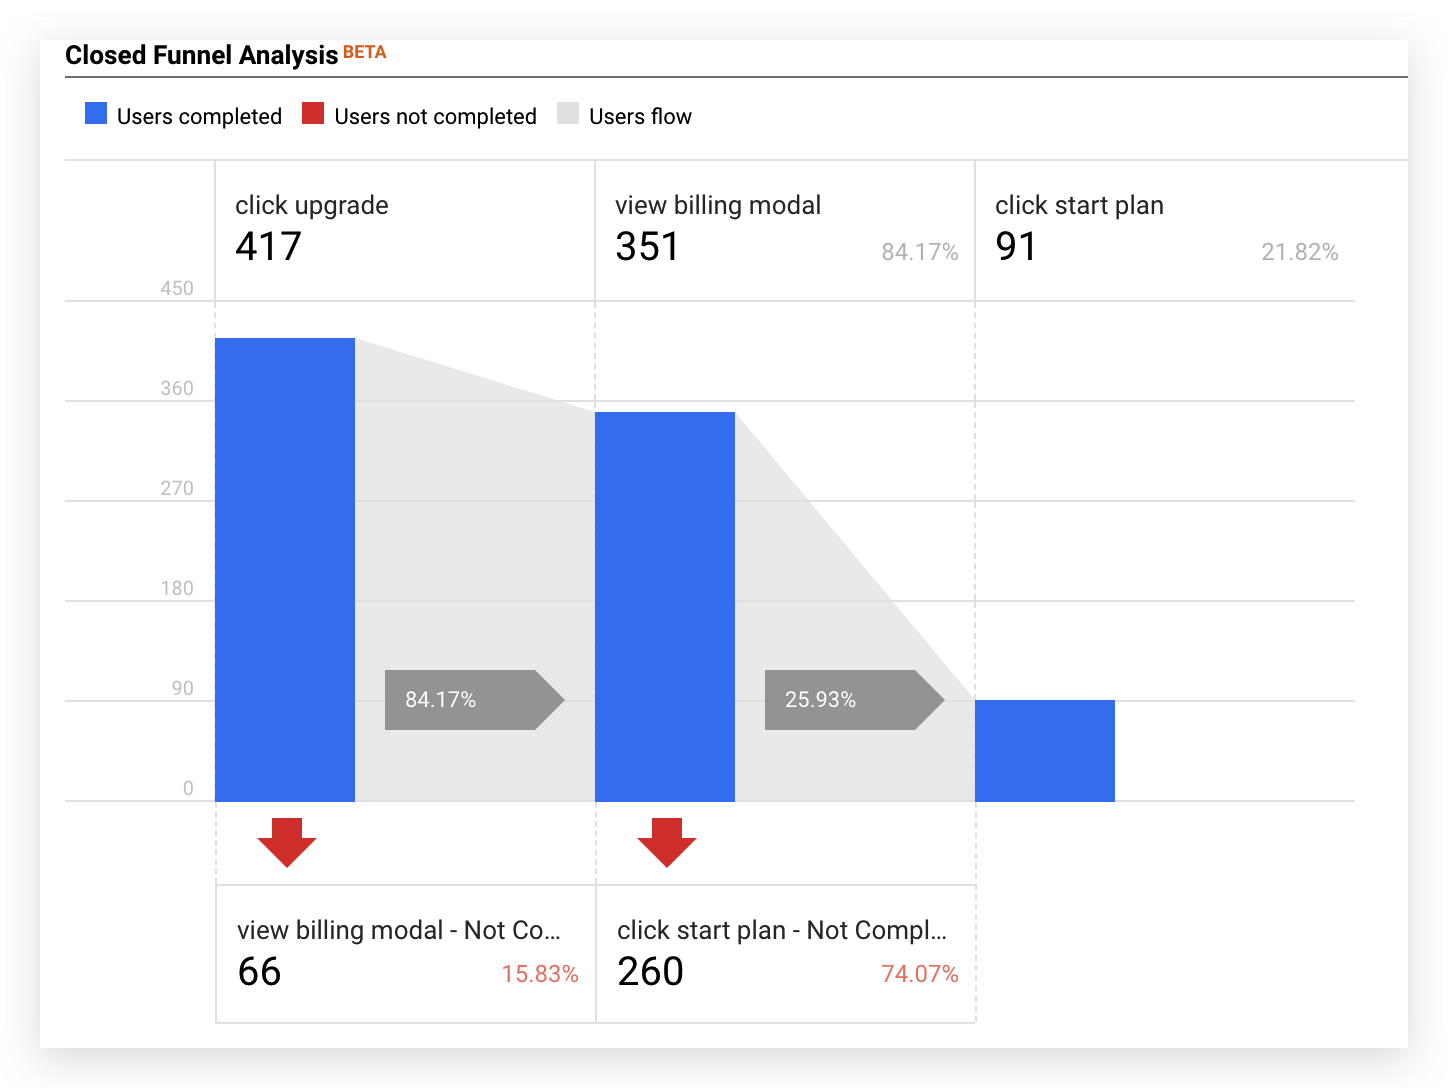 Closed Funnel Analysis BETA
Users completed Users not completed Users flow
click upgrade
417
view billing modal
351 84.17%
click start plan
91 21.82%
450
360
270
180
90
0
84.17%
25.93%
view billing modal - Not Co...
66 15.83%
click start plan - Not Compl...
260 74.07%